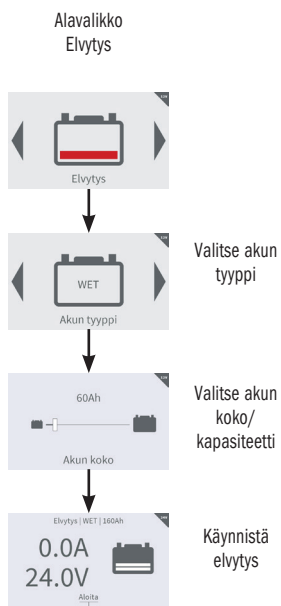 Alavalikko
Elvytys
Elvytys
WET
Akun tyyppi
Valitse akun
tyyppi
60Ah
Akun koko
Valitse akun
koko/
kapasiteetti
Elvytys | WET | 160Ah
0.0A
24.0V
Aloita
Käynnistä
elvytys